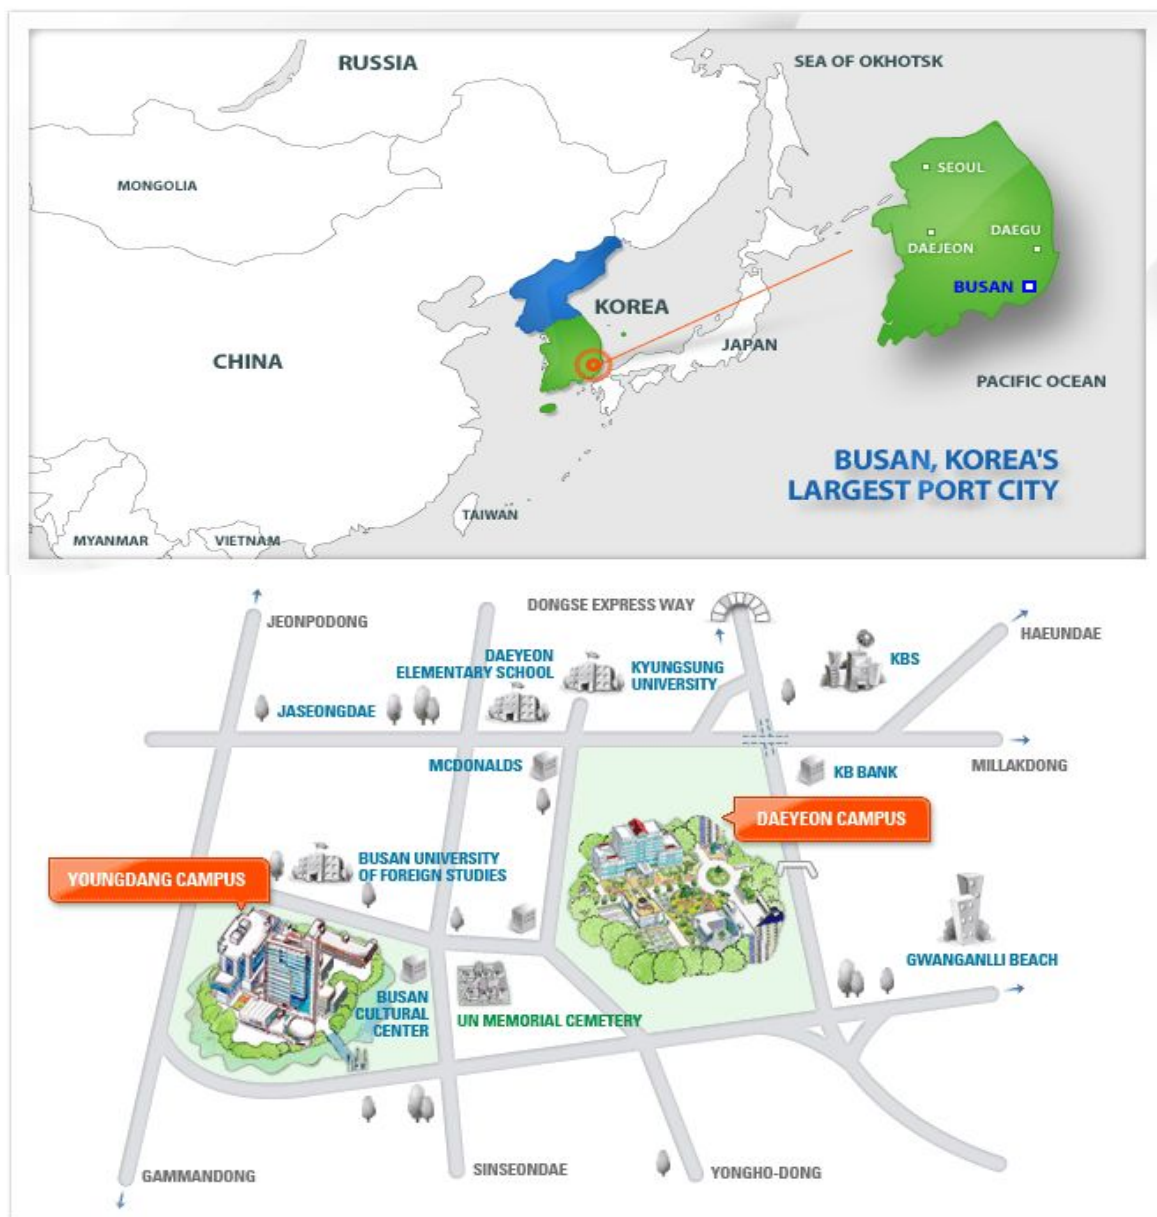 RUSSIA
SEA OF OKHOTSK
MONGOLIA
SEOUL
DAEJEON
DAEGU
BUSAN
KOREA
JAPAN
CHINA
PACIFIC OCEAN
BUSAN, KOREA'S
LARGEST PORT CITY
TAIWAN
MYANMAR
VIETNAM
DONGSE EXPRESS WAY
JEONPODONG
HAEUNDAE
DAEYEON
ELEMENTARY SCHOOL
KYUNGSUNG
UNIVERSITY
KBS
JASEONGDAE
MCDONALDS
KB BANK
MILLAKDONG
DAEYEON CAMPUS
YOUNGDANG CAMPUS
BUSAN UNIVERSITY
OF FOREIGN STUDIES
GWANGANLLI BEACH
BUSAN
CULTURAL
CENTER
UN MEMORIAL CEMETERY
GAMMANDONG
SINSEONDAE
YONGHO-DONG